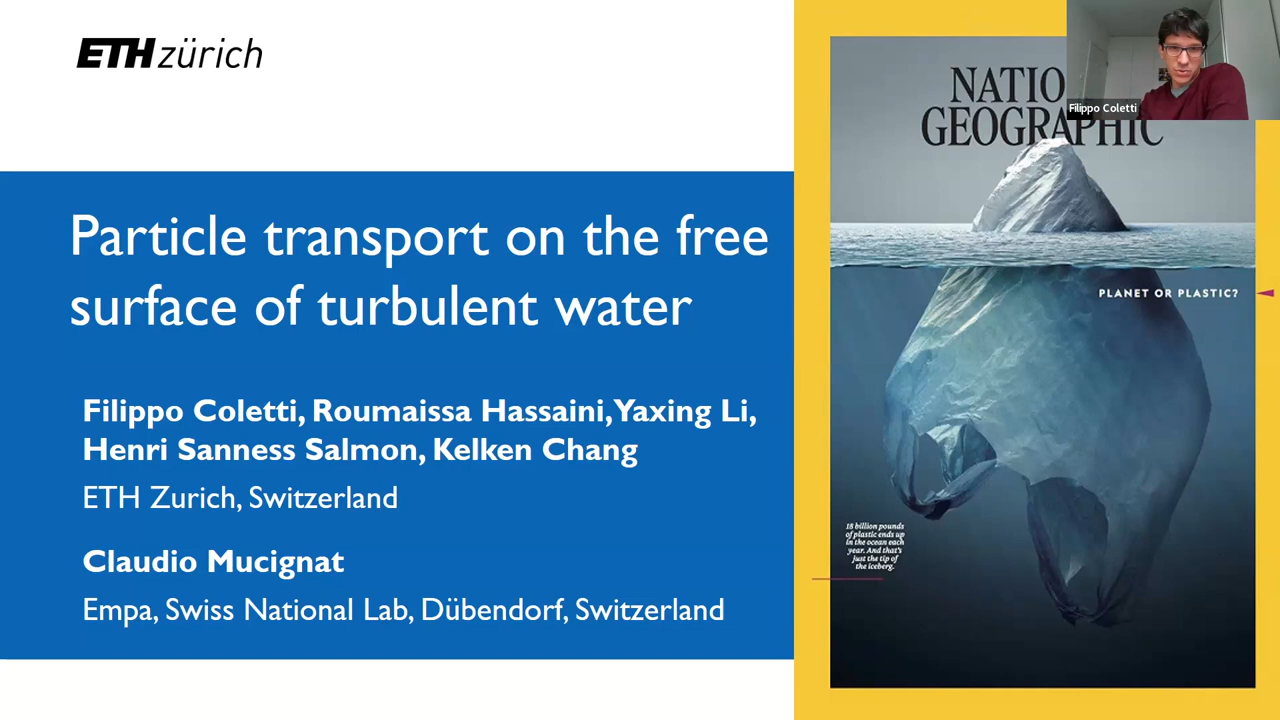 ETH zürich
Particle transport on the free
surface of turbulent water
Filippo Coletti, Roumaissa Hassaini, Yaxing Li,
Henri Sanness Salmon, Kelken Chang
ETH Zurich, Switzerland
Claudio Mucignat
Empa, Swiss National Lab, Dübendorf, Switzerland
NATIO
GEOGRAPHIC
Filippo Coletti
PLANET OR PLASTIC?
18 billion pounds
of plastic ends up
in the ocean each
year. And that's
just the tip of
the iceberg.